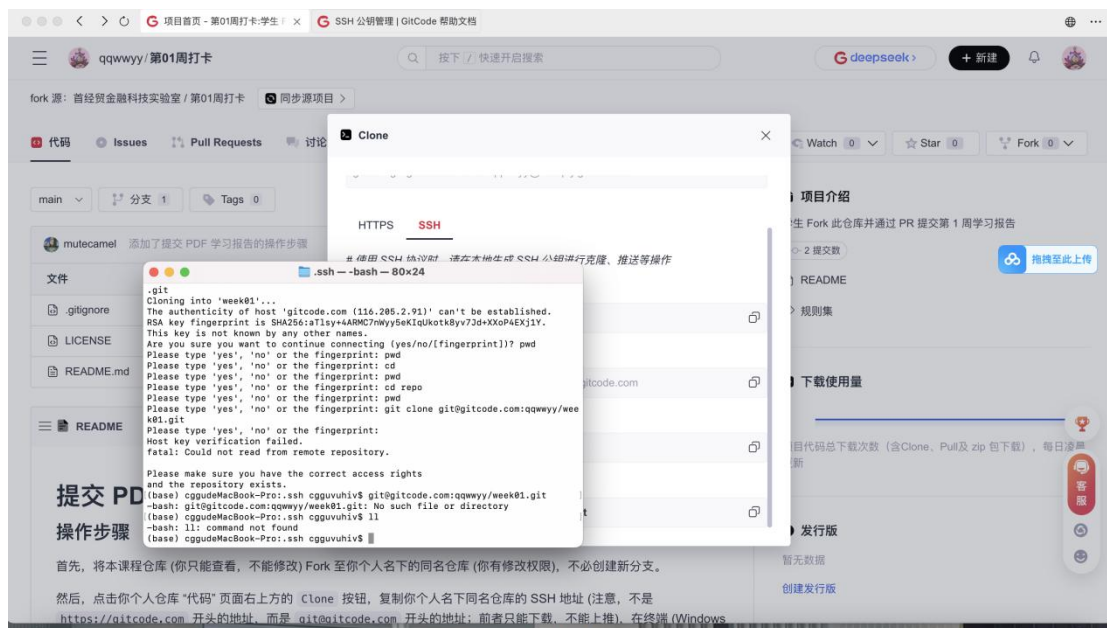 项目首页 - 第01周打卡:学生
SSH 公钥管理 | GitCode 帮助文档
qqwwyy/第01周打卡
按下 / 快速开启搜索
deepseek
+ 新建
fork 源: 首经贸金融科技实验室 / 第01周打卡
同步源项目
代码
Issues
Pull Requests
讨论
Clone
Watch 0
Star 0
Fork 0
main
分支 1
Tags 0
HTTPS
SSH
项目介绍
生 Fork 此仓库并通过 PR 提交第 1 周学习报告
mutecamel 添加了提交 PDF 学习报告的操作步骤
# 使用 SSH 协议时,请在本地生成 SSH 公钥进行克隆、推送等操作
2 提交数
拖拽至此上传
文件
README
.gitignore
规则集
LICENSE
README.md
itcode.com
下载使用量
README
目代码总下载次数(含Clone、Pull及 zip 包下载),每日凌晨
新
客服
.ssh — -bash — 80×24
.git
Cloning into 'week01'...
The authenticity of host 'gitcode.com (116.205.2.91)' can't be established.
RSA key fingerprint is SHA256:
This key is not known by any other names.
Are you sure you want to continue connecting (yes/no/[fingerprint])? pwd
Please type 'yes', 'no' or the fingerprint: pwd
Please type 'yes', 'no' or the fingerprint: cd
Please type 'yes', 'no' or the fingerprint: pwd
Please type 'yes', 'no' or the fingerprint: cd repo
Please type 'yes', 'no' or the fingerprint: pwd
Please type 'yes', 'no' or the fingerprint: git clone git@gitcode.com:qqwwyy/wee
k01.git
Please type 'yes', 'no' or the fingerprint:
Host key verification failed.
fatal: Could not read from remote repository.
Please make sure you have the correct access rights
and the repository exists.
(base) cggudeMacBook-Pro:.ssh cgguvuhiv$ git@gitcode.com:qqwwyy/week01.git
-bash: git@gitcode.com:qqwwyy/week01.git: No such file or directory
(base) cggudeMacBook-Pro:.ssh cgguvuhiv$ ll
-bash: ll: command not found
(base) cggudeMacBook-Pro:.ssh cgguvuhiv$
t
提交 PD
操作步骤
发行版
暂无数据
创建发行版
首先,将本课程仓库 (你只能查看,不能修改) Fork 至你个人名下的同名仓库 (你有修改权限),不必创建新分支。
然后,点击你个人仓库 "代码" 页面右上方的 Clone 按钮,复制你个人名下同名仓库的 SSH 地址 (注意,不是
https://gitcode.com 开头的地址,而是 git@gitcode.com 开头的地址;前者只能下载,不能上推),在终端 (Windows